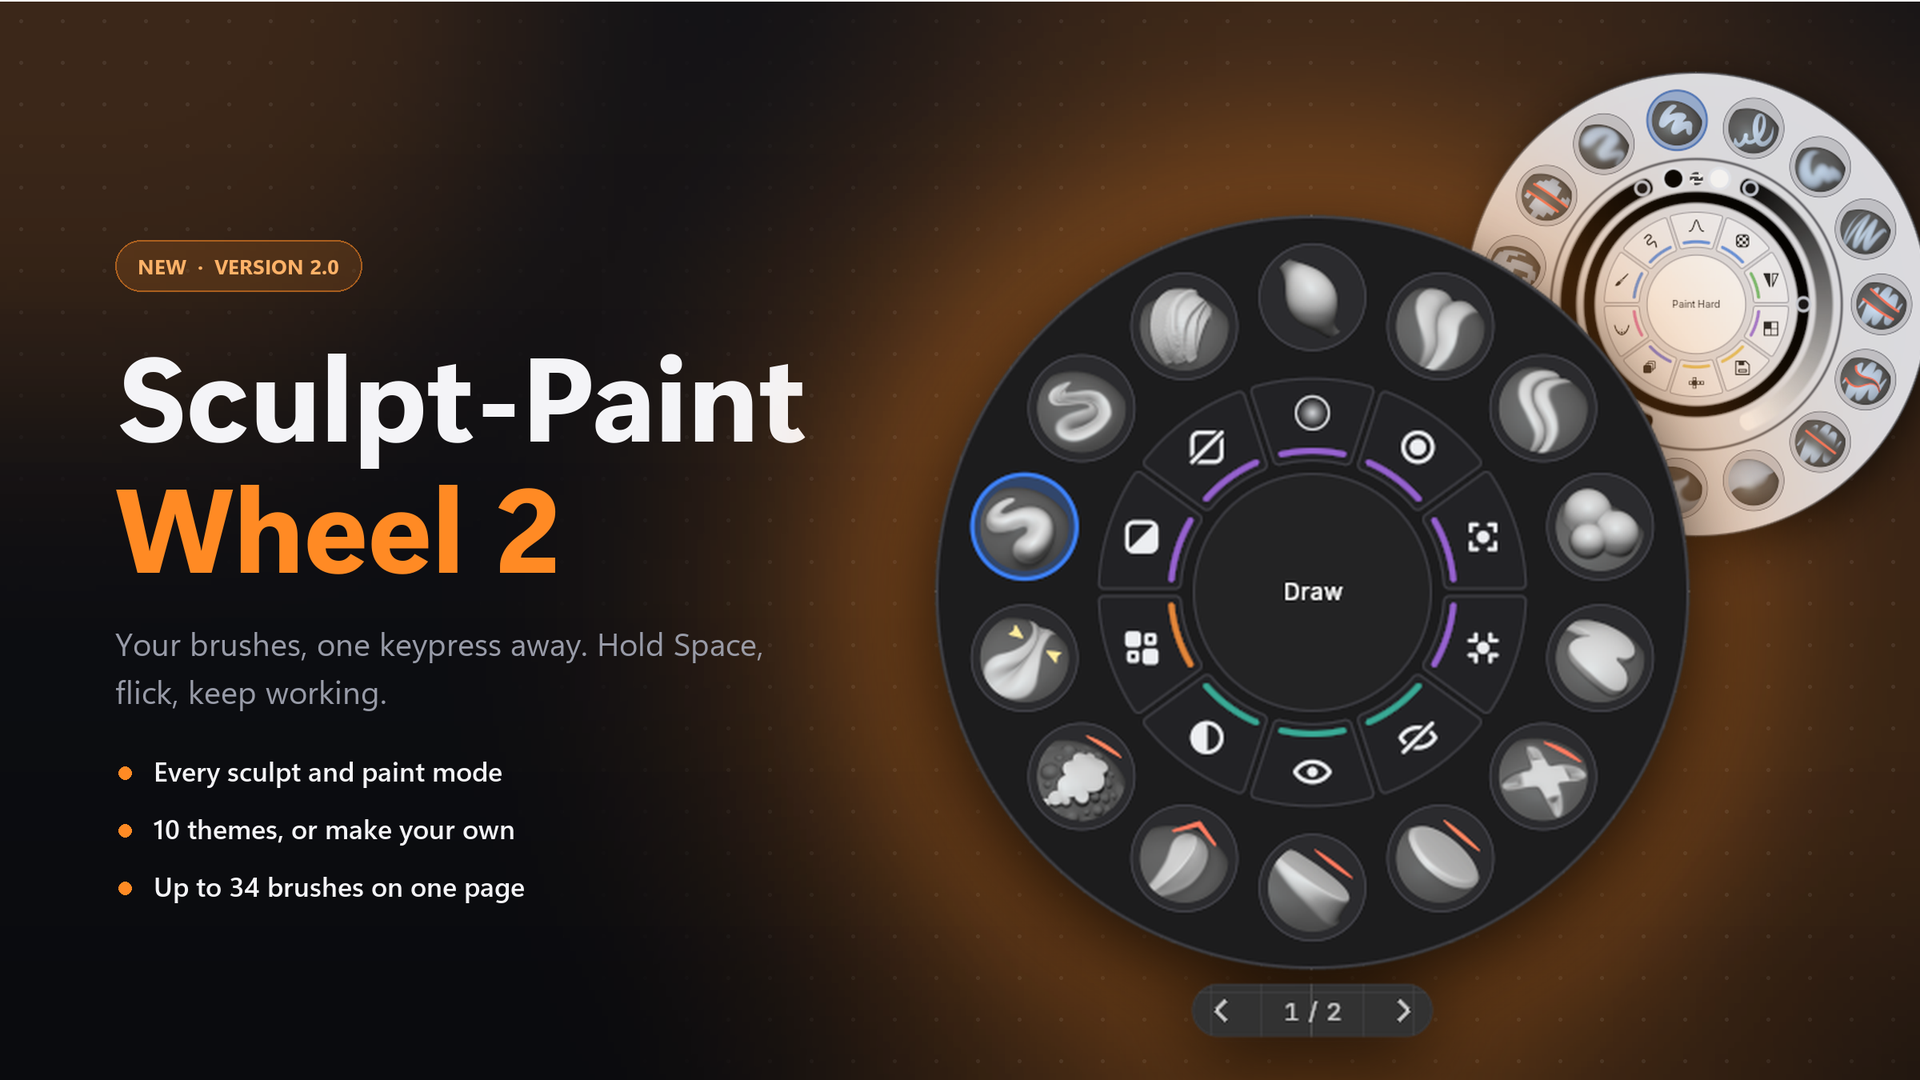 NEW · VERSION 2.0
Sculpt-Paint
Wheel 2
Your brushes, one keypress away. Hold Space,
flick, keep working.
Every sculpt and paint mode
10 themes, or make your own
Up to 34 brushes on one page
Paint Hard
Draw
1 / 2